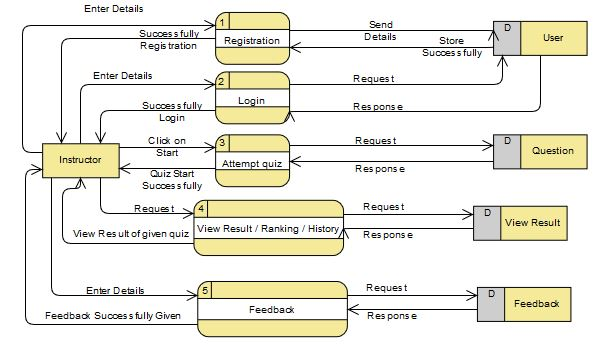 Enter Details
1
Registration
Successfully
Registration
Send
Details
Store
Successfully
D
User
Enter Details
2
Login
Successfully
Login
Request
Response
Click on
Start
3
Attempt quiz
Quiz Start
Successfully
Request
Response
D
Question
Instructor
Request
4
View Result / Ranking / History
View Result of given quiz
Request
Response
D
View Result
Enter Details
5
Feedback
Feedback Successfully Given
Request
Response
D
Feedback